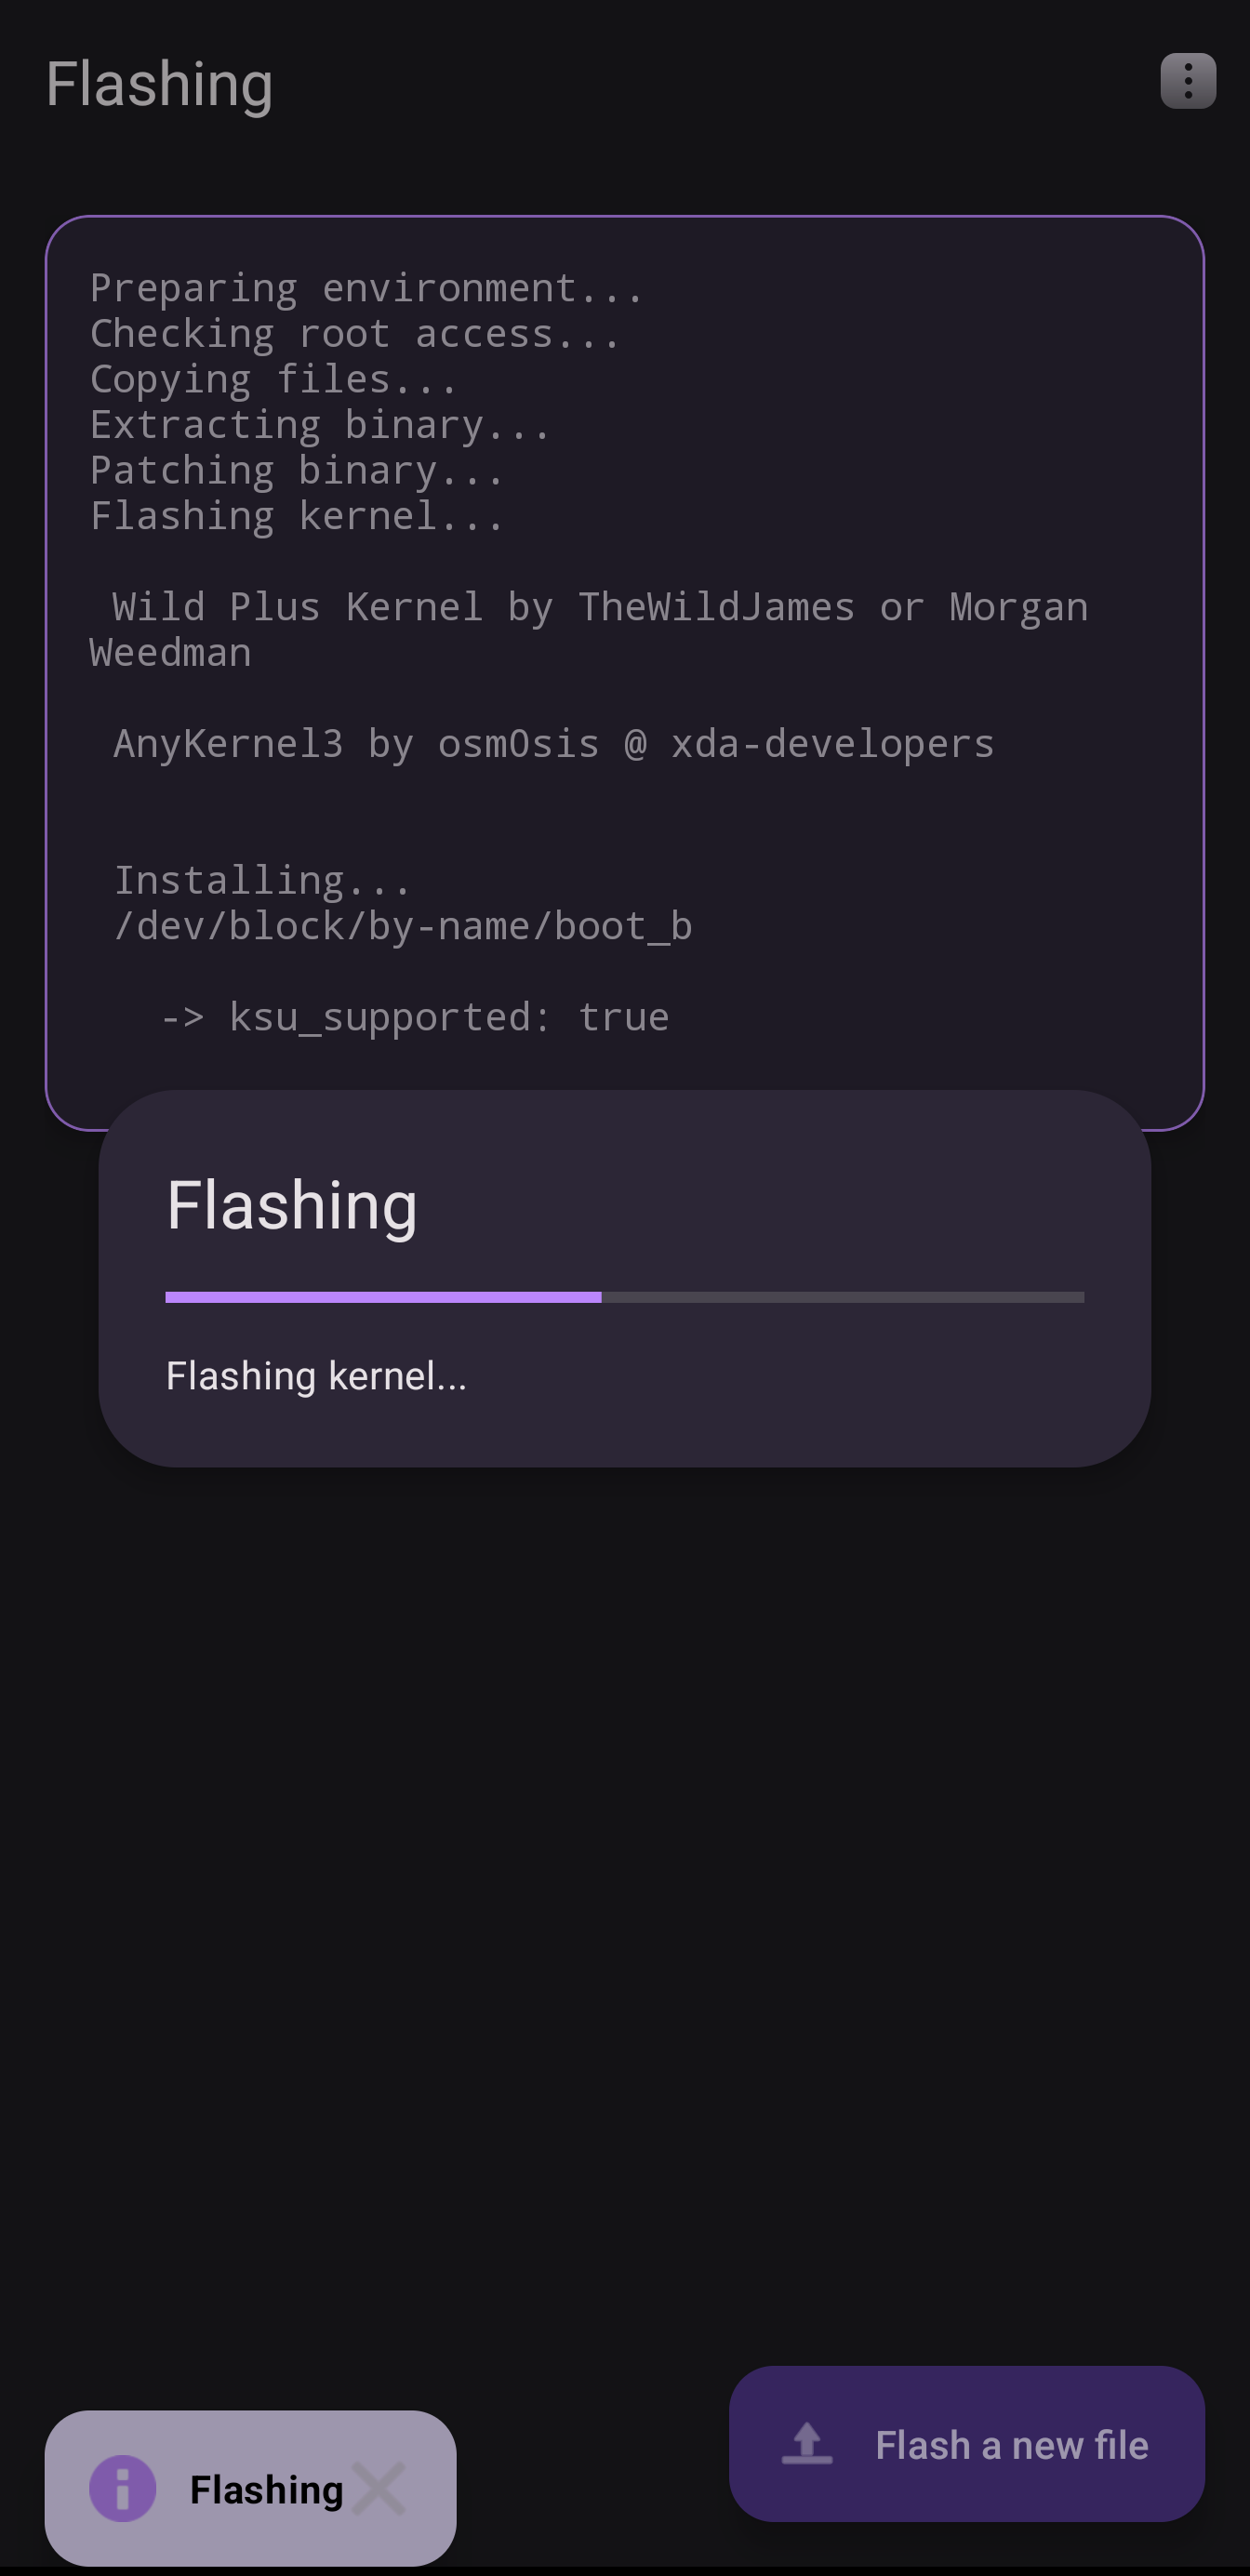 Flashing
Preparing environment...
Checking root access...
Copying files...
Extracting binary...
Patching binary...
Flashing kernel...
Wild Plus Kernel by TheWildJames or Morgan
Weedman
AnyKernel3 by osm0sis @ xda-developers
Installing...
/dev/block/by-name/boot_b
-> ksu_supported: true
Flashing
Flashing kernel...
Flash a new file
Flashing